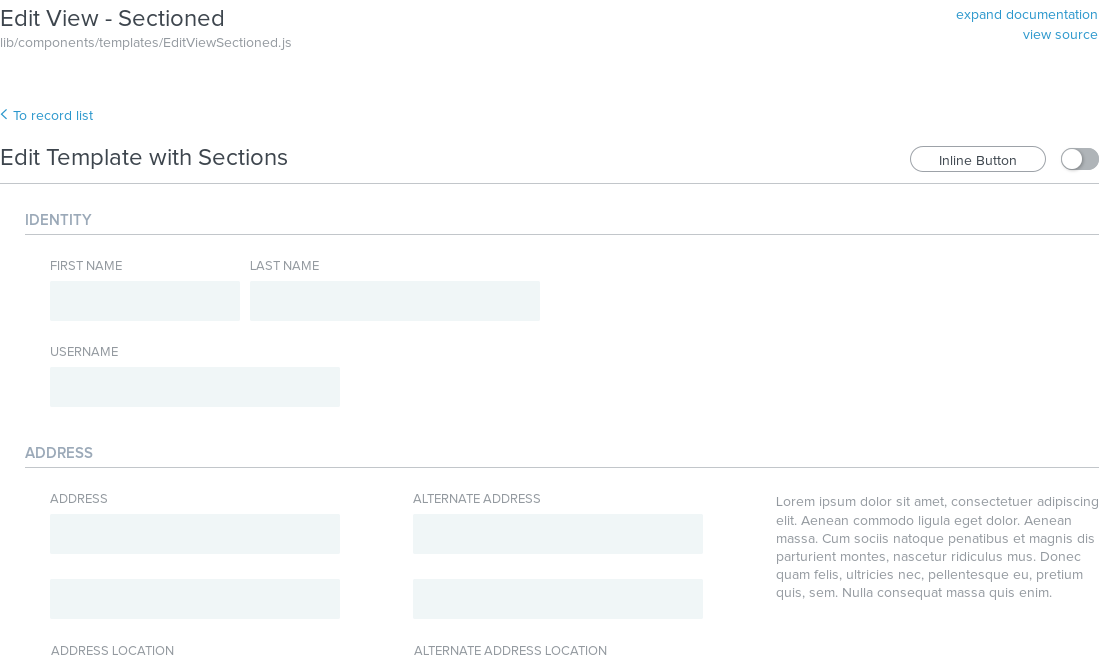 Edit View - Sectioned
expand documentation
lib/components/templates/EditViewSectioned.js
view source
To record list
Edit Template with Sections
Inline Button
IDENTITY
FIRST NAME
LAST NAME
USERNAME
ADDRESS
ADDRESS
ALTERNATE ADDRESS
Lorem ipsum dolor sit amet, consectetuer adipiscing
elit. Aenean commodo ligula eget dolor. Aenean
massa. Cum sociis natoque penatibus et magnis dis
parturient montes, nascetur ridiculus mus. Donec
quam felis, ultricies nec, pellentesque eu, pretium
quis, sem. Nulla consequat massa quis enim.
ADDRESS LOCATION
ALTERNATE ADDRESS LOCATION